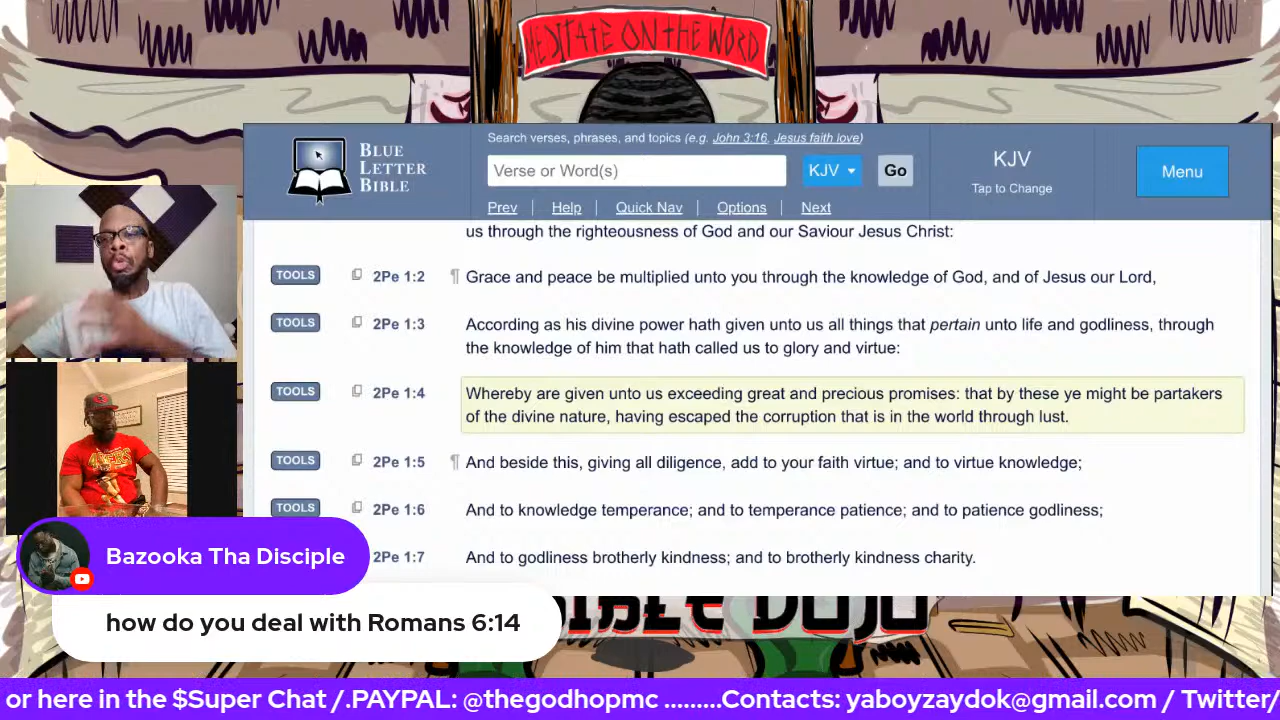 MEDITATE ON THE WORD
Search verses, phrases, and topics (e.g. John 3:16, Jesus faith love)
BLUE
LETTER
BIBLE
Verse or Word(s)
KJV
Go
KJV
Tap to Change
Menu
Prev | Help | Quick Nav | Options | Next
us through the righteousness of God and our Saviour Jesus Christ:
TOOLS 2Pe 1:2 ¶ Grace and peace be multiplied unto you through the knowledge of God, and of Jesus our Lord,
TOOLS 2Pe 1:3 According as his divine power hath given unto us all things that pertain unto life and godliness, through
the knowledge of him that hath called us to glory and virtue:
TOOLS 2Pe 1:4 Whereby are given unto us exceeding great and precious promises: that by these ye might be partakers
of the divine nature, having escaped the corruption that is in the world through lust.
TOOLS 2Pe 1:5 ¶ And beside this, giving all diligence, add to your faith virtue; and to virtue knowledge;
TOOLS 2Pe 1:6 And to knowledge temperance; and to temperance patience; and to patience godliness;
2Pe 1:7 And to godliness brotherly kindness; and to brotherly kindness charity.
49ERS
Bazooka Tha Disciple
how do you deal with Romans 6:14
BIBLE DOJO
or here in the $Super Chat /.PAYPAL: @thegodhopmc .........Contacts: yaboyzaydok@gmail.com / Twitter/